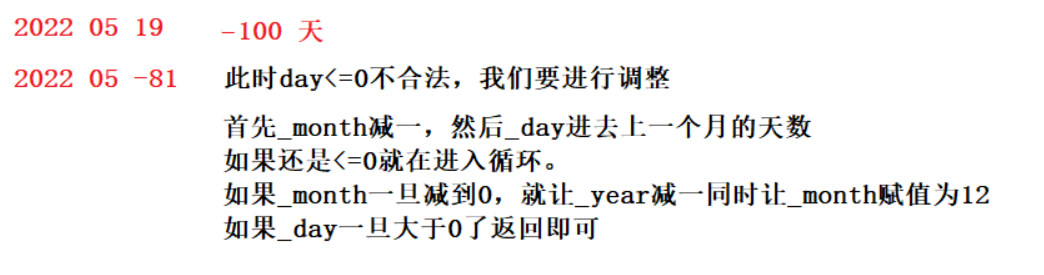 2022 05 19 -100 天
2022 05 -81 此时day<=0不合法，我们要进行调整
首先_month减一，然后_day进去上一个月的天数
如果还是<=0就在进入循环。
如果_month一旦减到0，就让_year减一同时让_month赋值为12
如果_day一旦大于0了返回即可